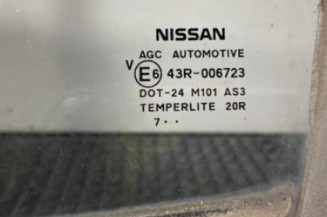 NISSAN
AGC AUTOMOTIVE
V E6 43R-006723
DOT-24 M101 AS3
TEMPERLITE 20R
7 · ·